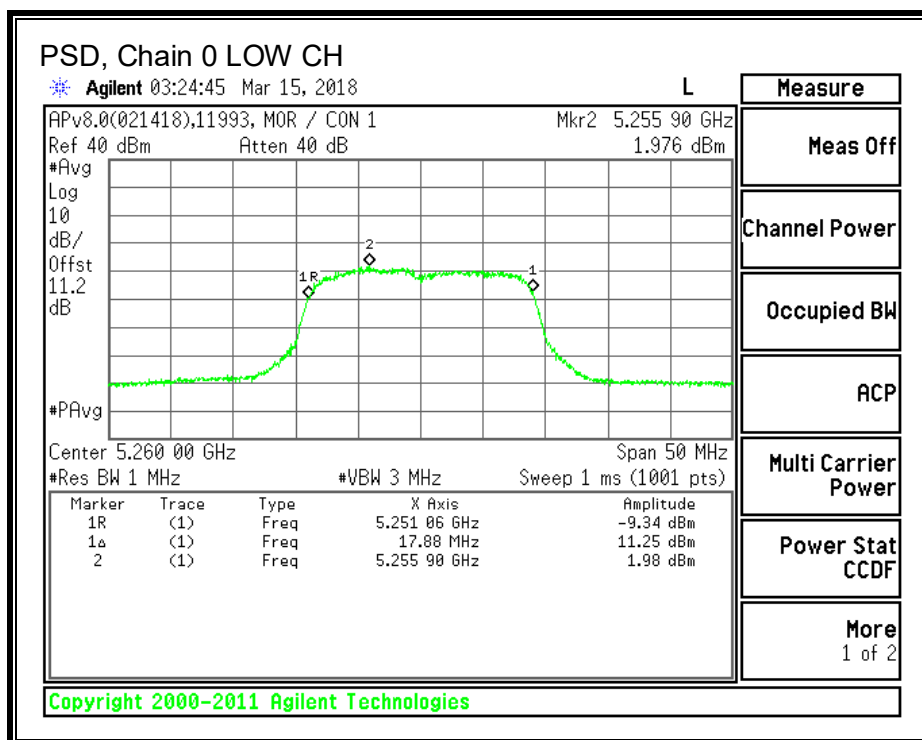 PSD, Chain 0 LOW CH
Agilent 03:24:45 Mar 15, 2018 L
Measure
APv8.0(021418),11993, MOR / CON 1 Mkr2 5.255 90 GHz
Ref 40 dBm Atten 40 dB 1.976 dBm
Meas Off
#Avg
Log
10
dB/
Offst
11.2
dB
#PAvg
1R
2
1
Channel Power
Occupied BW
ACP
Center 5.260 00 GHz Span 50 MHz
#Res BW 1 MHz #VBW 3 MHz Sweep 1 ms (1001 pts)
Multi Carrier
Power
Marker Trace Type X Axis Amplitude
1R (1) Freq 5.251 06 GHz -9.34 dBm
1Δ (1) Freq 17.88 MHz 11.25 dBm
2 (1) Freq 5.255 90 GHz 1.98 dBm
Power Stat
CCDF
More
1 of 2
Copyright 2000-2011 Agilent Technologies